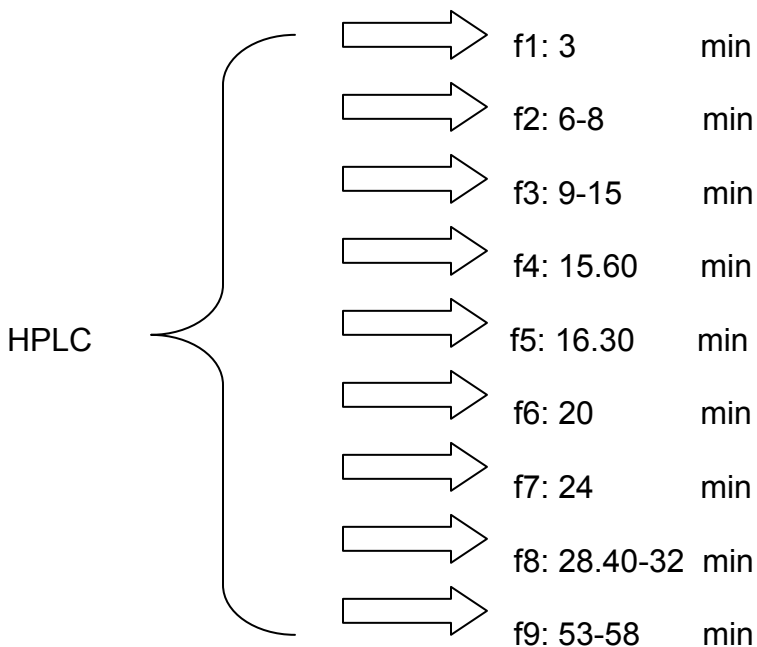 f1: 3 min
f2: 6-8 min
f3: 9-15 min
f4: 15.60 min
HPLC
f5: 16.30 min
f6: 20 min
f7: 24 min
f8: 28.40-32 min
f9: 53-58 min